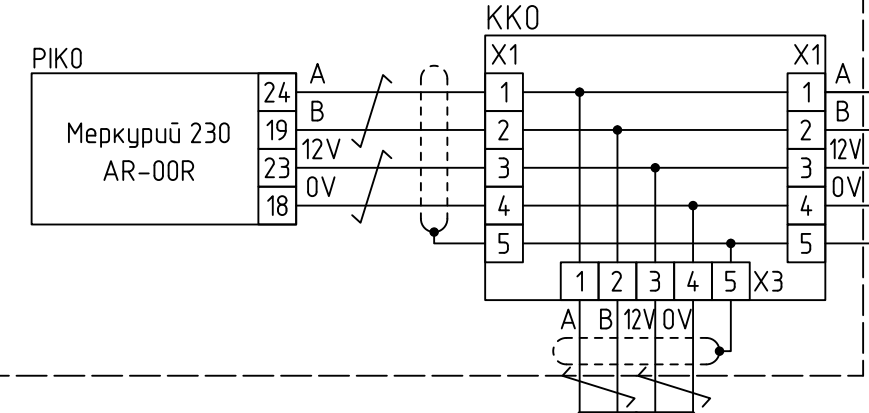 KK0
PIK0
X1 X1
24 A 1 1 A
Меркурий 230 19 B 2 2 B
AR-00R 23 12V 3 3 12V
18 0V 4 4 0V
5 5
1 2 3 4 5 X3
A B 12V 0V